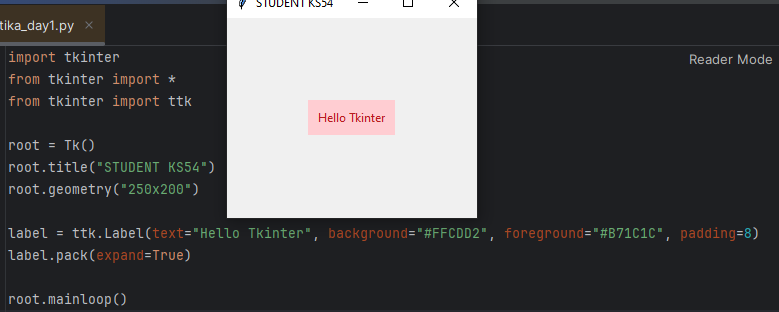 tika_day1.py
STUDENT KS54
Reader Mode
import tkinter
from tkinter import *
from tkinter import ttk
Hello Tkinter
root = Tk()
root.title("STUDENT KS54")
root.geometry("250x200")
label = ttk.Label(text="Hello Tkinter", background="#FFCDD2", foreground="#B71C1C", padding=8)
label.pack(expand=True)
root.mainloop()